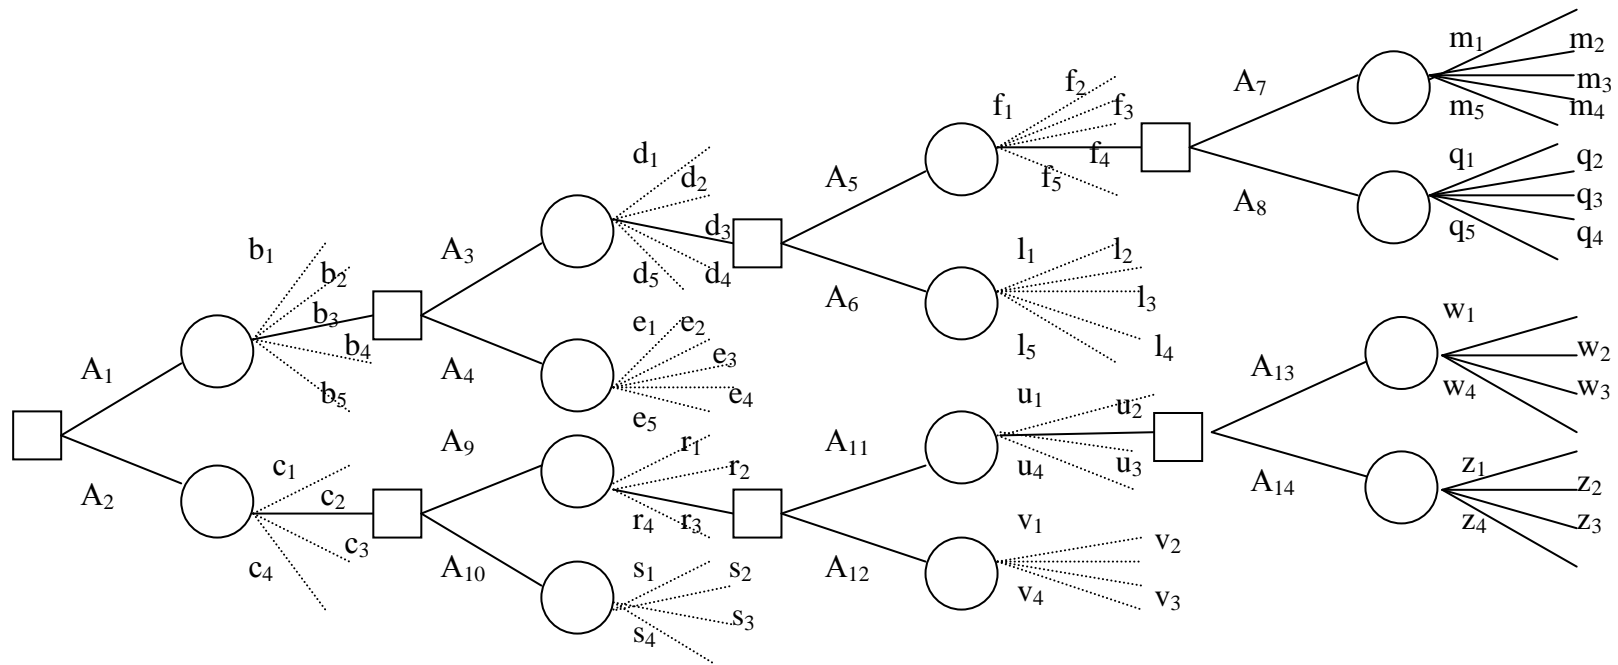 m₁
m₂
A₇
m₃
f₂
f₁
f₃
m₅
m₄
d₁
f₄
q₁
q₂
d₂
A₅
f₅
q₃
A₈
q₅
q₄
d₃
b₁
A₃
l₁
l₂
b₂
d₅
d₄
A₆
l₃
b₃
e₁
e₂
w₁
b₄
e₃
l₅
l₄
w₂
A₁
A₄
A₁₃
b₅
e₄
u₁
u₂
w₄
w₃
e₅
A₉
r₁
A₁₁
c₁
r₂
u₄
u₃
z₁
A₂
c₂
A₁₄
z₂
r₄
r₃
v₁
z₄
z₃
c₃
v₂
c₄
A₁₀
s₁
s₂
A₁₂
v₄
v₃
s₃
s₄